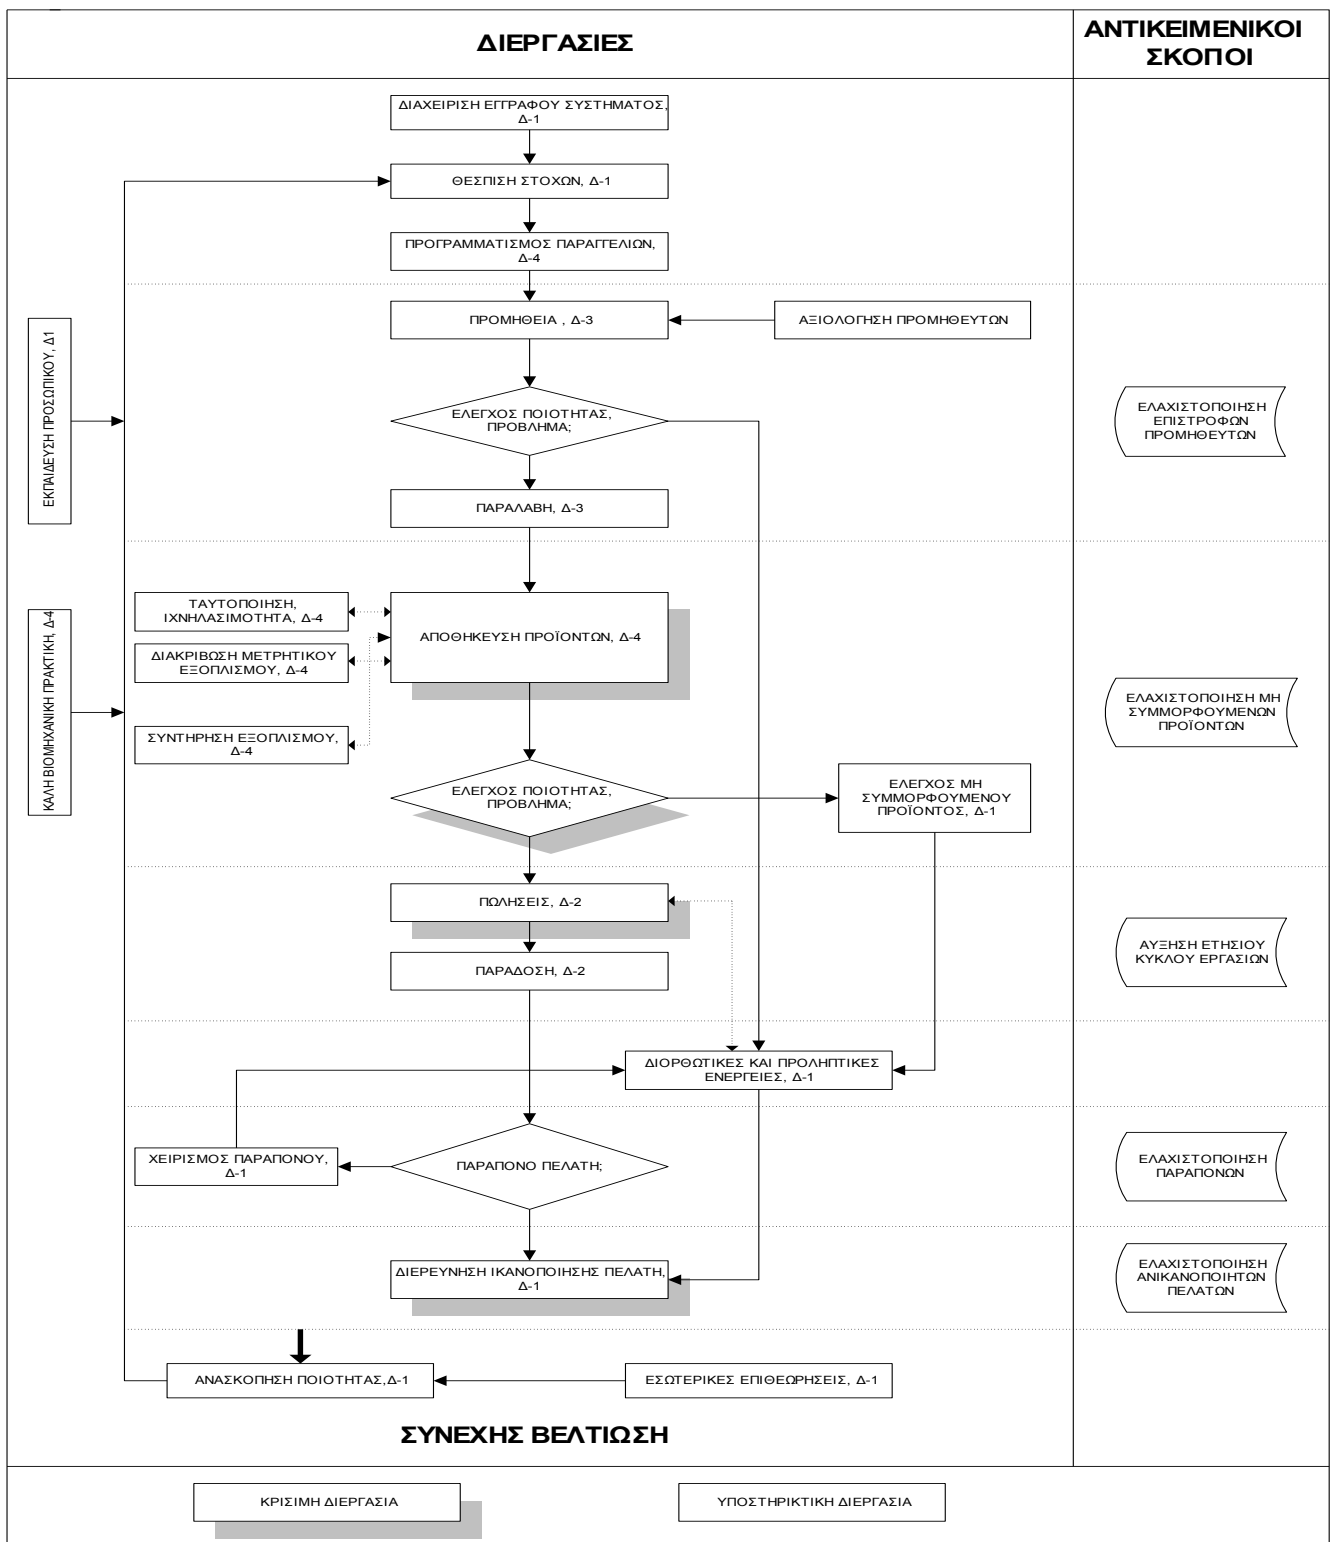 ΔΙΕΡΓΑΣΙΕΣ
ΑΝΤΙΚΕΙΜΕΝΙΚΟΙ
ΣΚΟΠΟΙ
ΔΙΑΧΕΙΡΙΣΗ ΕΓΓΡΑΦΟΥ ΣΥΣΤΗΜΑΤΟΣ,
Δ-1
ΘΕΣΠΙΣΗ ΣΤΟΧΩΝ, Δ-1
ΠΡΟΓΡΑΜΜΑΤΙΣΜΟΣ ΠΑΡΑΓΓΕΛΙΩΝ,
Δ-4
ΠΡΟΜΗΘΕΙΑ , Δ-3
ΑΞΙΟΛΟΓΗΣΗ ΠΡΟΜΗΘΕΥΤΩΝ
ΕΚΠΑΙΔΕΥΣΗ ΠΡΟΣΩΠΙΚΟΥ, Δ1
ΕΛΕΓΧΟΣ ΠΟΙΟΤΗΤΑΣ,
ΠΡΟΒΛΗΜΑ;
ΕΛΑΧΙΣΤΟΠΟΙΗΣΗ
ΕΠΙΣΤΡΟΦΩΝ
ΠΡΟΜΗΘΕΥΤΩΝ
ΠΑΡΑΛΑΒΗ, Δ-3
ΤΑΥΤΟΠΟΙΗΣΗ,
ΙΧΝΗΛΑΣΙΜΟΤΗΤΑ, Δ-4
ΑΠΟΘΗΚΕΥΣΗ ΠΡΟΪΟΝΤΩΝ, Δ-4
ΔΙΑΚΡΙΒΩΣΗ ΜΕΤΡΗΤΙΚΟΥ
ΕΞΟΠΛΙΣΜΟΥ, Δ-4
ΚΑΛΗ ΒΙΟΜΗΧΑΝΙΚΗ ΠΡΑΚΤΙΚΗ, Δ-4
ΣΥΝΤΗΡΗΣΗ ΕΞΟΠΛΙΣΜΟΥ,
Δ-4
ΕΛΑΧΙΣΤΟΠΟΙΗΣΗ ΜΗ
ΣΥΜΜΟΡΦΟΥΜΕΝΩΝ
ΠΡΟΪΟΝΤΩΝ
ΕΛΕΓΧΟΣ ΠΟΙΟΤΗΤΑΣ,
ΠΡΟΒΛΗΜΑ;
ΕΛΕΓΧΟΣ ΜΗ
ΣΥΜΜΟΡΦΟΥΜΕΝΟΥ
ΠΡΟΪΟΝΤΟΣ, Δ-1
ΠΩΛΗΣΕΙΣ, Δ-2
ΠΑΡΑΔΟΣΗ, Δ-2
ΑΥΞΗΣΗ ΕΤΗΣΙΟΥ
ΚΥΚΛΟΥ ΕΡΓΑΣΙΩΝ
ΔΙΟΡΘΩΤΙΚΕΣ ΚΑΙ ΠΡΟΛΗΠΤΙΚΕΣ
ΕΝΕΡΓΕΙΕΣ, Δ-1
ΧΕΙΡΙΣΜΟΣ ΠΑΡΑΠΟΝΟΥ,
Δ-1
ΠΑΡΑΠΟΝΟ ΠΕΛΑΤΗ;
ΕΛΑΧΙΣΤΟΠΟΙΗΣΗ
ΠΑΡΑΠΟΝΩΝ
ΔΙΕΡΕΥΝΗΣΗ ΙΚΑΝΟΠΟΙΗΣΗΣ ΠΕΛΑΤΗ,
Δ-1
ΕΛΑΧΙΣΤΟΠΟΙΗΣΗ
ΑΝΙΚΑΝΟΠΟΙΗΤΩΝ
ΠΕΛΑΤΩΝ
ΑΝΑΣΚΟΠΗΣΗ ΠΟΙΟΤΗΤΑΣ,Δ-1
ΕΣΩΤΕΡΙΚΕΣ ΕΠΙΘΕΩΡΗΣΕΙΣ, Δ-1
ΣΥΝΕΧΗΣ ΒΕΛΤΙΩΣΗ
ΚΡΙΣΙΜΗ ΔΙΕΡΓΑΣΙΑ
ΥΠΟΣΤΗΡΙΚΤΙΚΗ ΔΙΕΡΓΑΣΙΑ